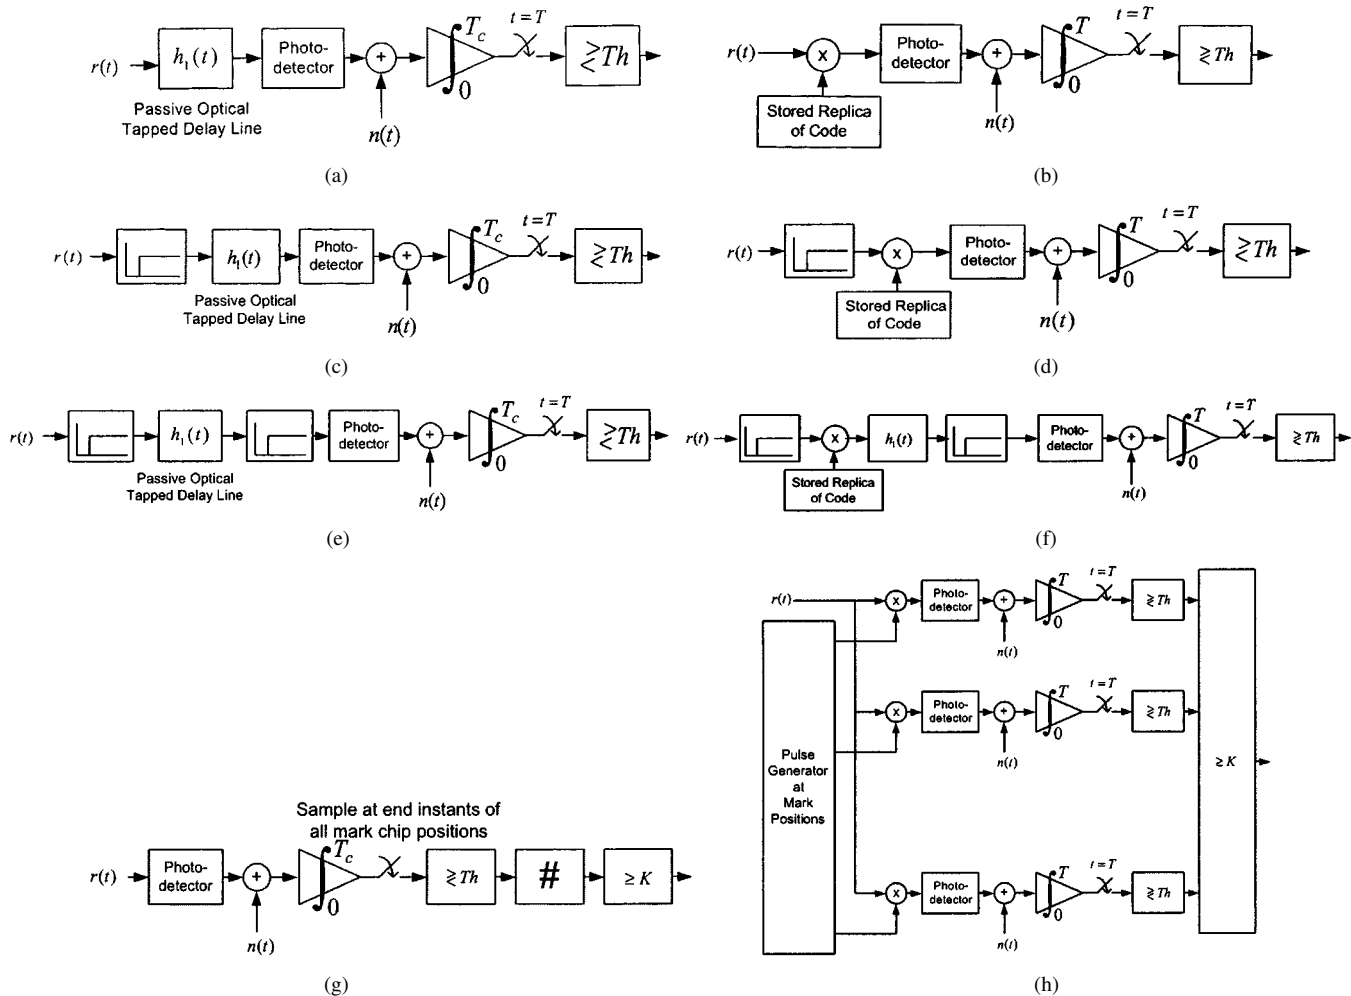 r(t)
h₁(t)
Photo-
detector
+
n(t)
∫
T_c
0
t=T
≷Th
Passive Optical
Tapped Delay Line
(a)
r(t)
x
Stored Replica
of Code
Photo-
detector
+
n(t)
∫
T
0
t=T
≷Th
(b)
r(t)
h₁(t)
Passive Optical
Tapped Delay Line
Photo-
detector
+
n(t)
∫
T_c
0
t=T
≷Th
(c)
r(t)
x
Stored Replica
of Code
Photo-
detector
+
n(t)
∫
T
0
t=T
≷Th
(d)
r(t)
h₁(t)
Passive Optical
Tapped Delay Line
Photo-
detector
+
n(t)
∫
T_c
0
t=T
≷Th
(e)
r(t)
x
Stored Replica
of Code
h₁(t)
Photo-
detector
+
n(t)
∫
T
0
t=T
≷Th
(f)
Sample at end instants of
all mark chip positions
r(t)
Photo-
detector
+
n(t)
∫
T_c
0
≷Th
#
≥K
(g)
r(t)
Pulse
Generator
at
Mark
Positions
x
Photo-
detector
+
n(t)
∫
T
0
t=T
≷Th
x
Photo-
detector
+
n(t)
∫
T
0
t=T
≷Th
x
Photo-
detector
+
n(t)
∫
T
0
t=T
≷Th
≥K
(h)